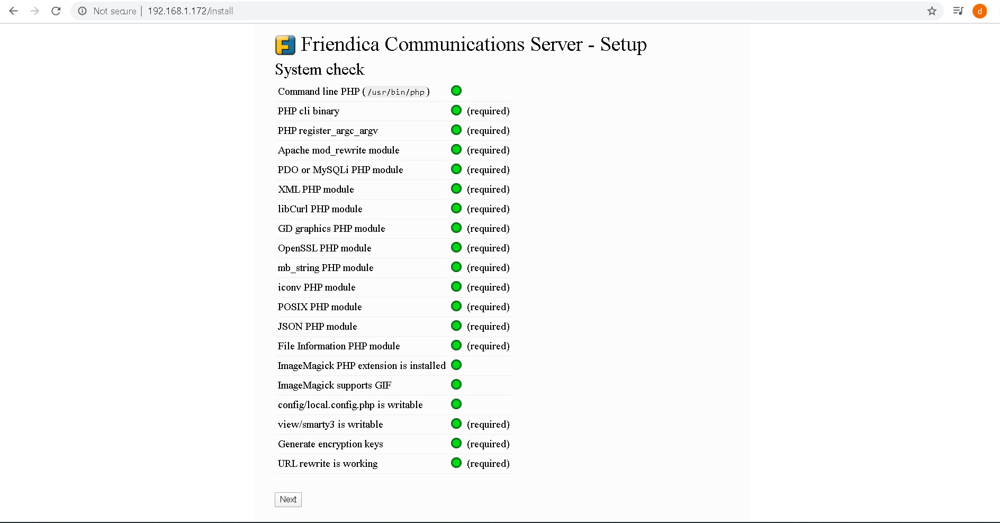 Not secure | 192.168.1.172/install
d
F Friendica Communications Server - Setup
System check
Command line PHP (/usr/bin/php)
PHP cli binary (required)
PHP register_argc_argv (required)
Apache mod_rewrite module (required)
PDO or MySQLi PHP module (required)
XML PHP module (required)
libCurl PHP module (required)
GD graphics PHP module (required)
OpenSSL PHP module (required)
mb_string PHP module (required)
iconv PHP module (required)
POSIX PHP module (required)
JSON PHP module (required)
File Information PHP module (required)
ImageMagick PHP extension is installed
ImageMagick supports GIF
config/local.config.php is writable
view/smarty3 is writable (required)
Generate encryption keys (required)
URL rewrite is working (required)
Next